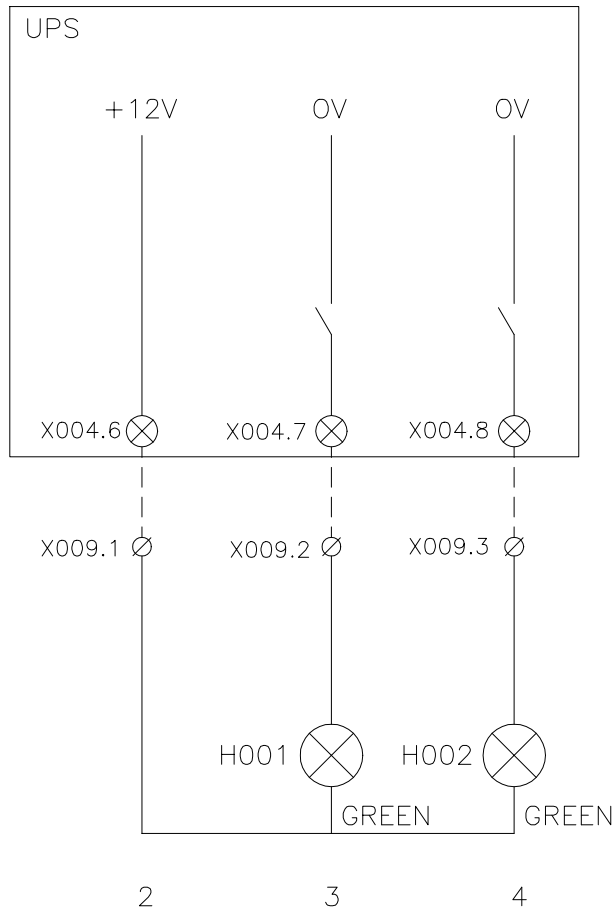 UPS
+12V 0V 0V
X004.6 X004.7 X004.8
X009.1 X009.2 X009.3
H001 H002
GREEN GREEN
2 3 4